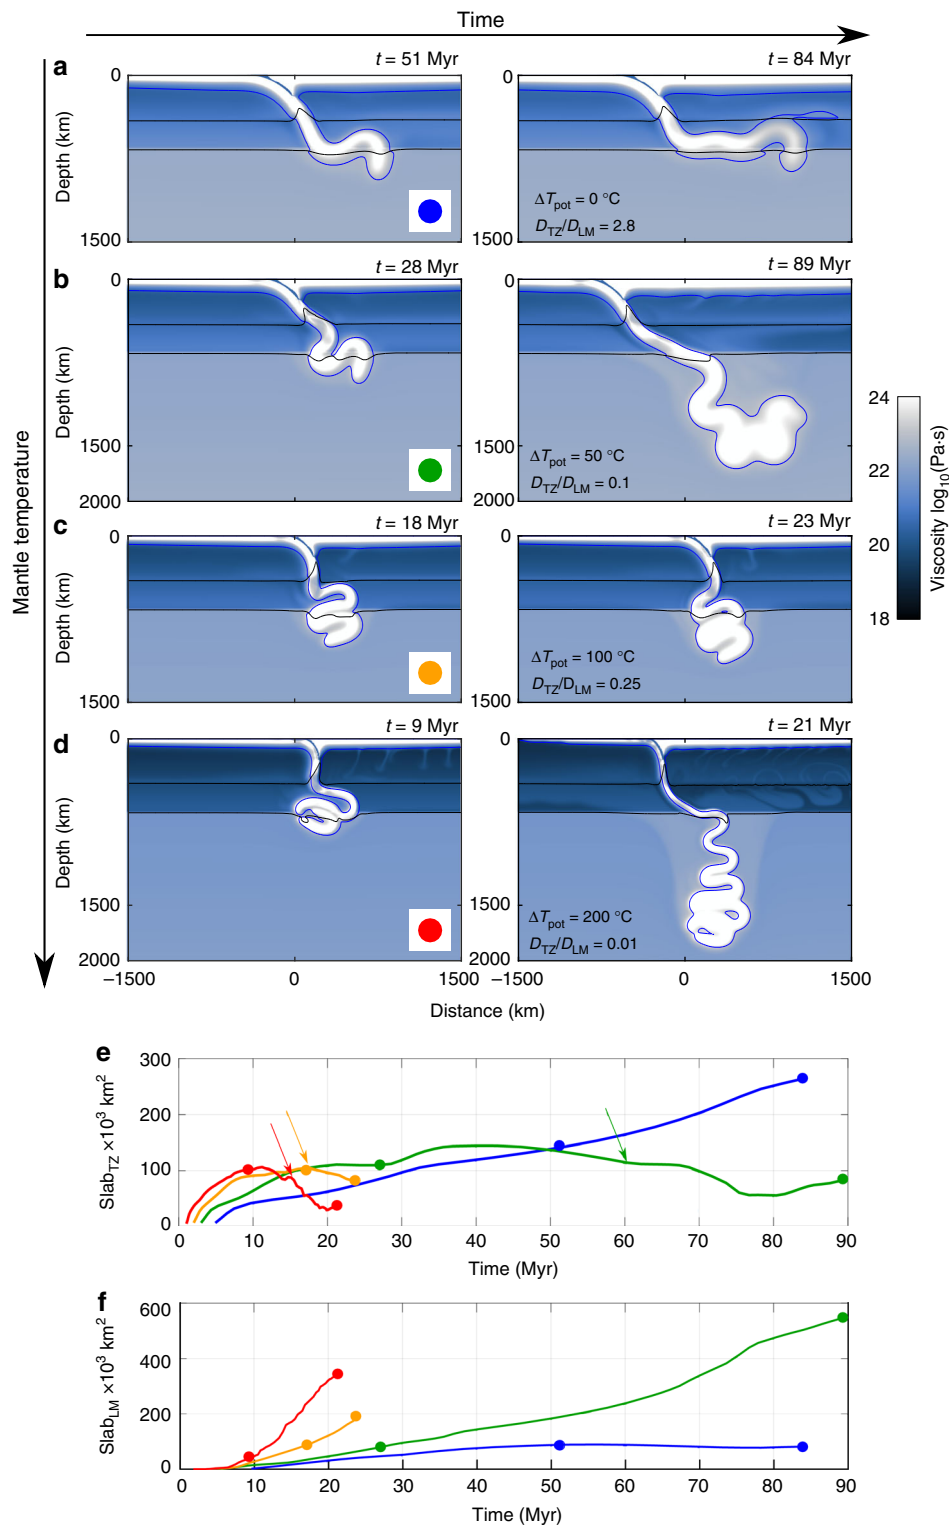 Time
a
t = 51 Myr
t = 84 Myr
0
Depth (km)
1500
1500
ΔTpot = 0 °C
DTZ/DLM = 2.8
b
t = 28 Myr
t = 89 Myr
0
Depth (km)
1500
2000
0
1500
2000
ΔTpot = 50 °C
DTZ/DLM = 0.1
c
t = 18 Myr
t = 23 Myr
0
Depth (km)
1500
0
1500
ΔTpot = 100 °C
DTZ/DLM = 0.25
d
t = 9 Myr
t = 21 Myr
0
Depth (km)
1500
2000
0
1500
2000
ΔTpot = 200 °C
DTZ/DLM = 0.01
−1500 0 1500 −1500 0 1500
Distance (km)
Mantle temperature
24
22
20
18
Viscosity log10(Pa·s)
e
300
200
100
0
SlabTZ ×10³ km²
0 10 20 30 40 50 60 70 80 90
Time (Myr)
f
600
400
200
0
SlabLM ×10³ km²
0 10 20 30 40 50 60 70 80 90
Time (Myr)